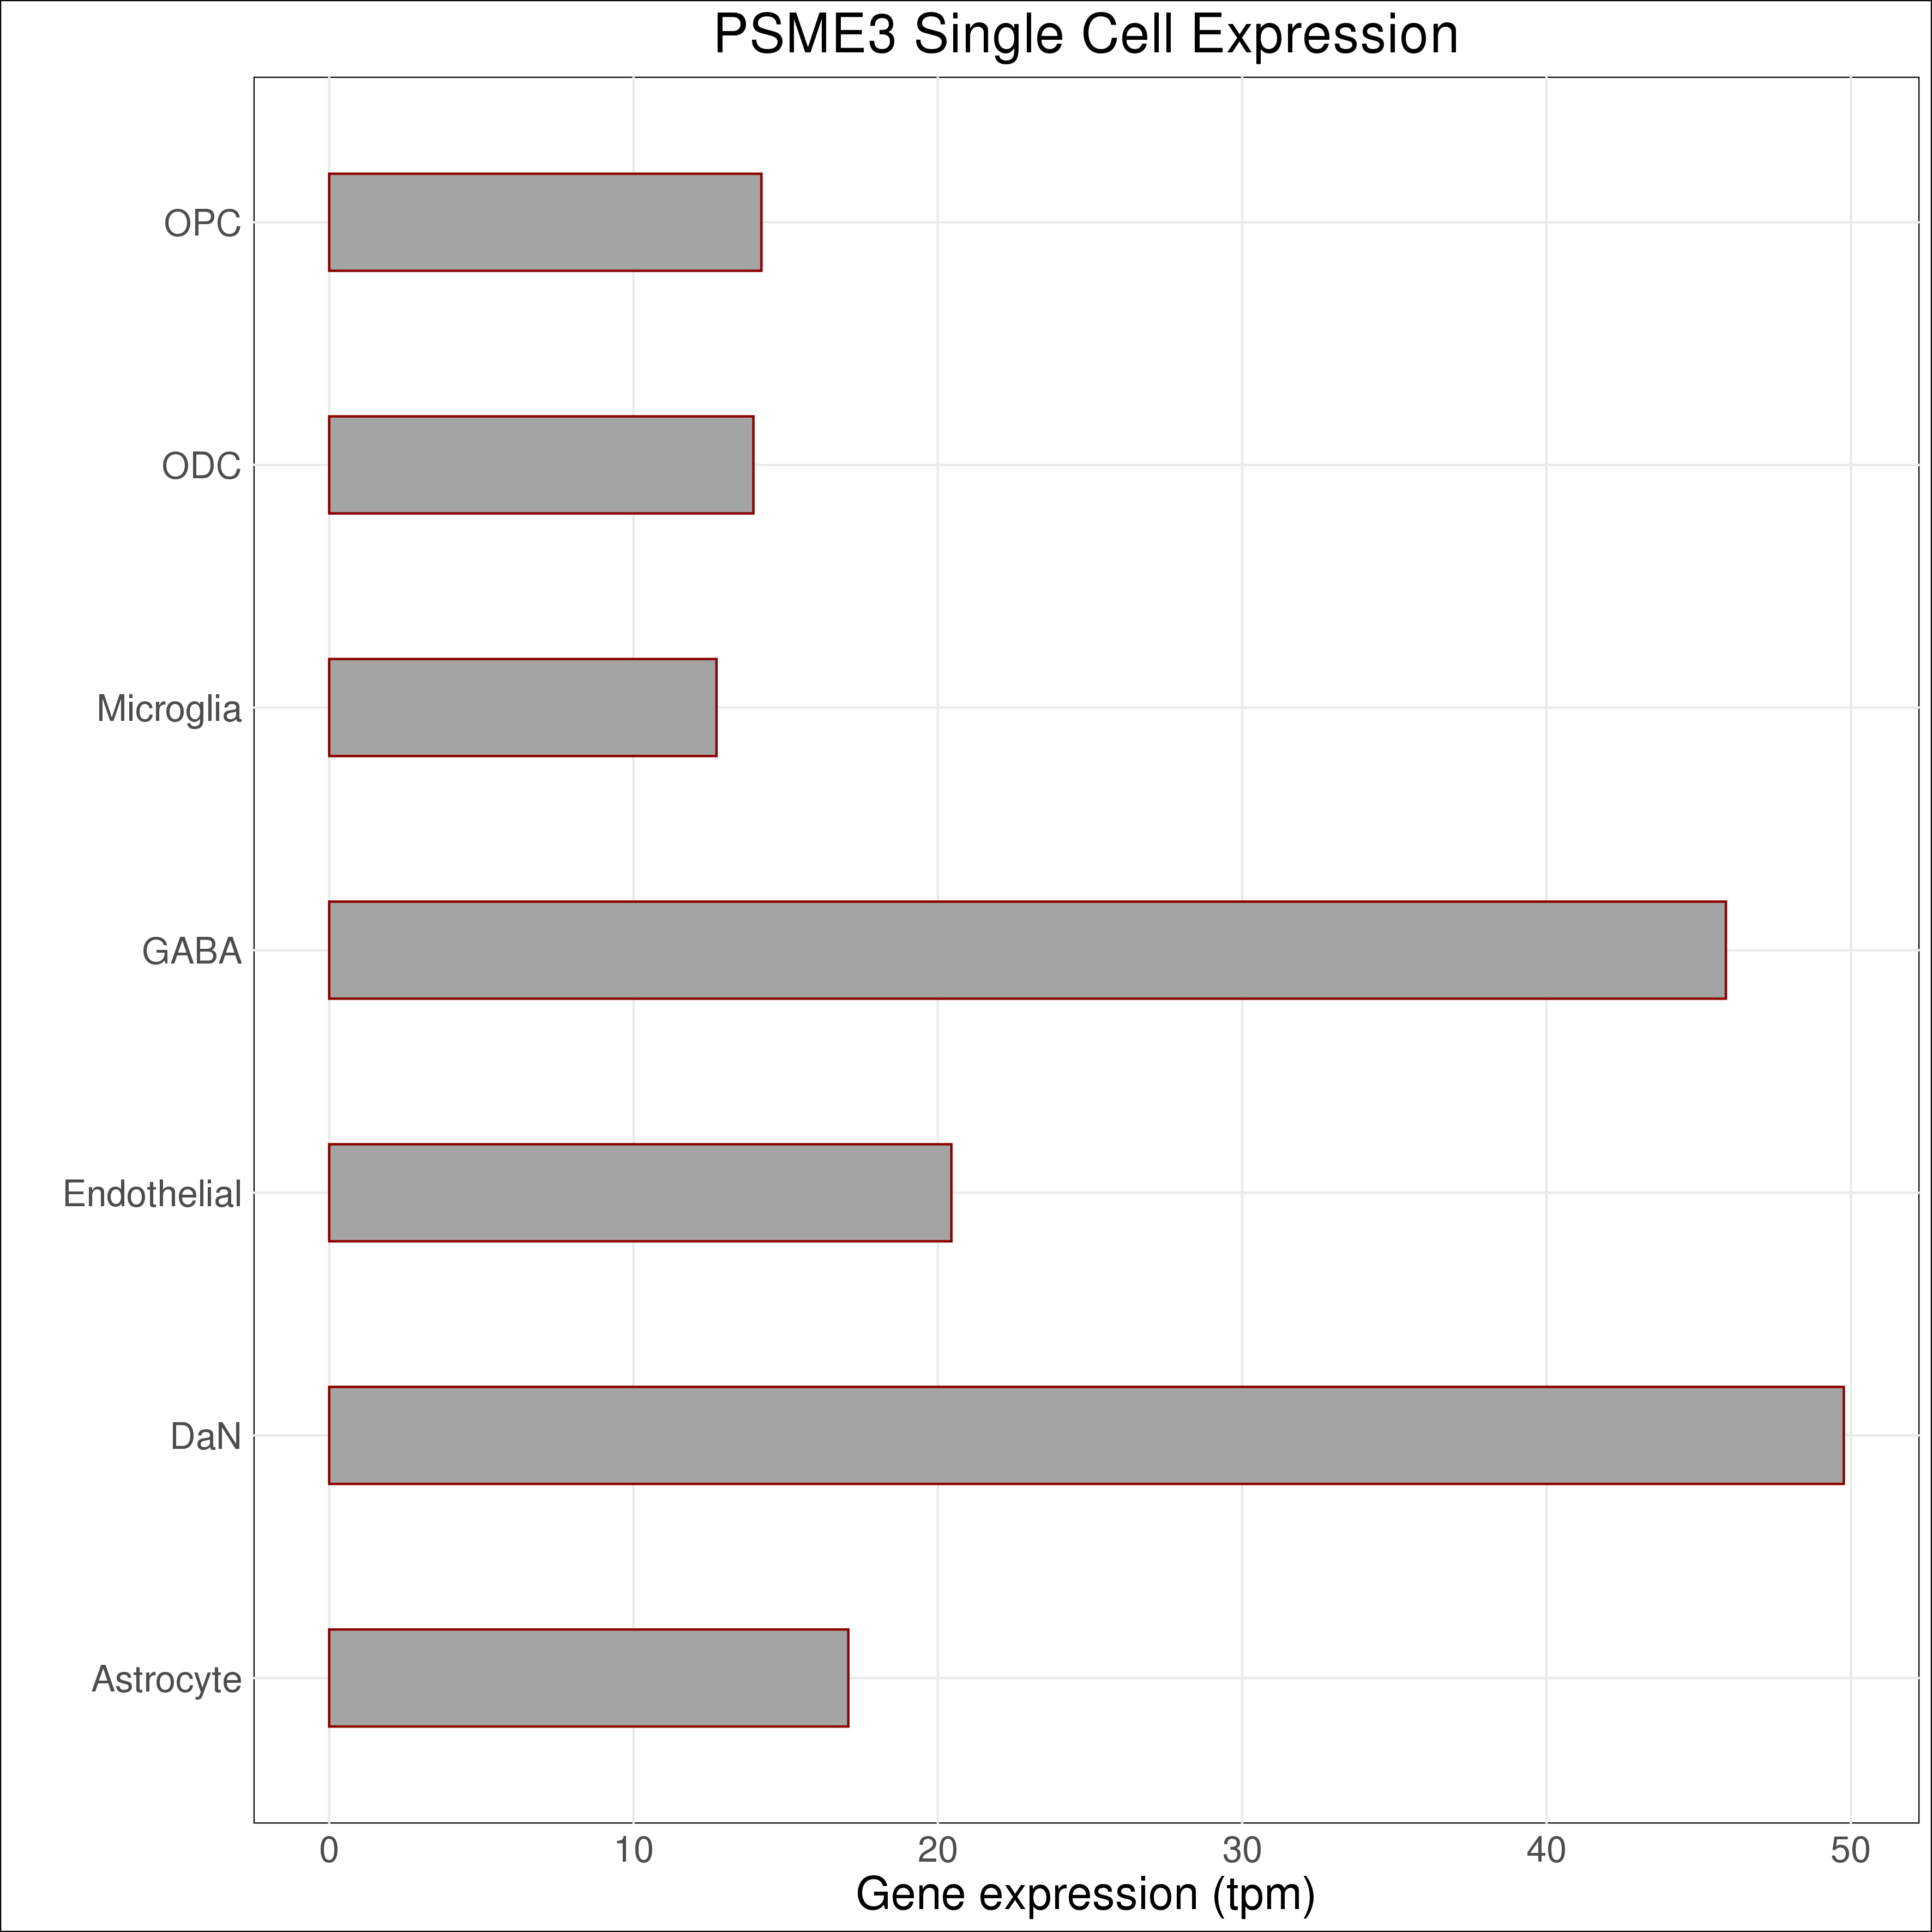 PSME3 Single Cell Expression
OPC
ODC
Microglia
GABA
Endothelial
DaN
Astrocyte
0 10 20 30 40 50
Gene expression (tpm)